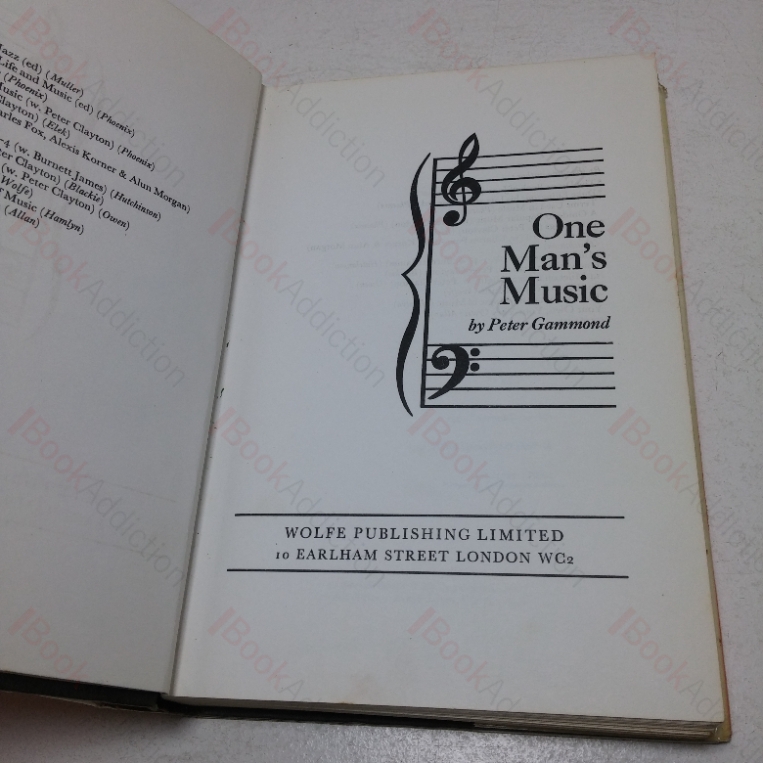 Jazz (ed) (Muller)
Life and Music (ed) (Phoenix)
(Phoenix)
Music (w. Peter Clayton) (Phoenix)
Clayton) (Elek)
arles Fox, Alexis Korner & Alun Morgan)
-4 (w. Burnett James) (Hutchinson)
ter Clayton) (Blackie)
(w. Peter Clayton) (Owen)
Wolfe)
r Music (Hamlyn)
(Allan)
One
Man's
Music
by Peter Gammond
WOLFE PUBLISHING LIMITED
10 EARLHAM STREET LONDON WC2
BookAddiction